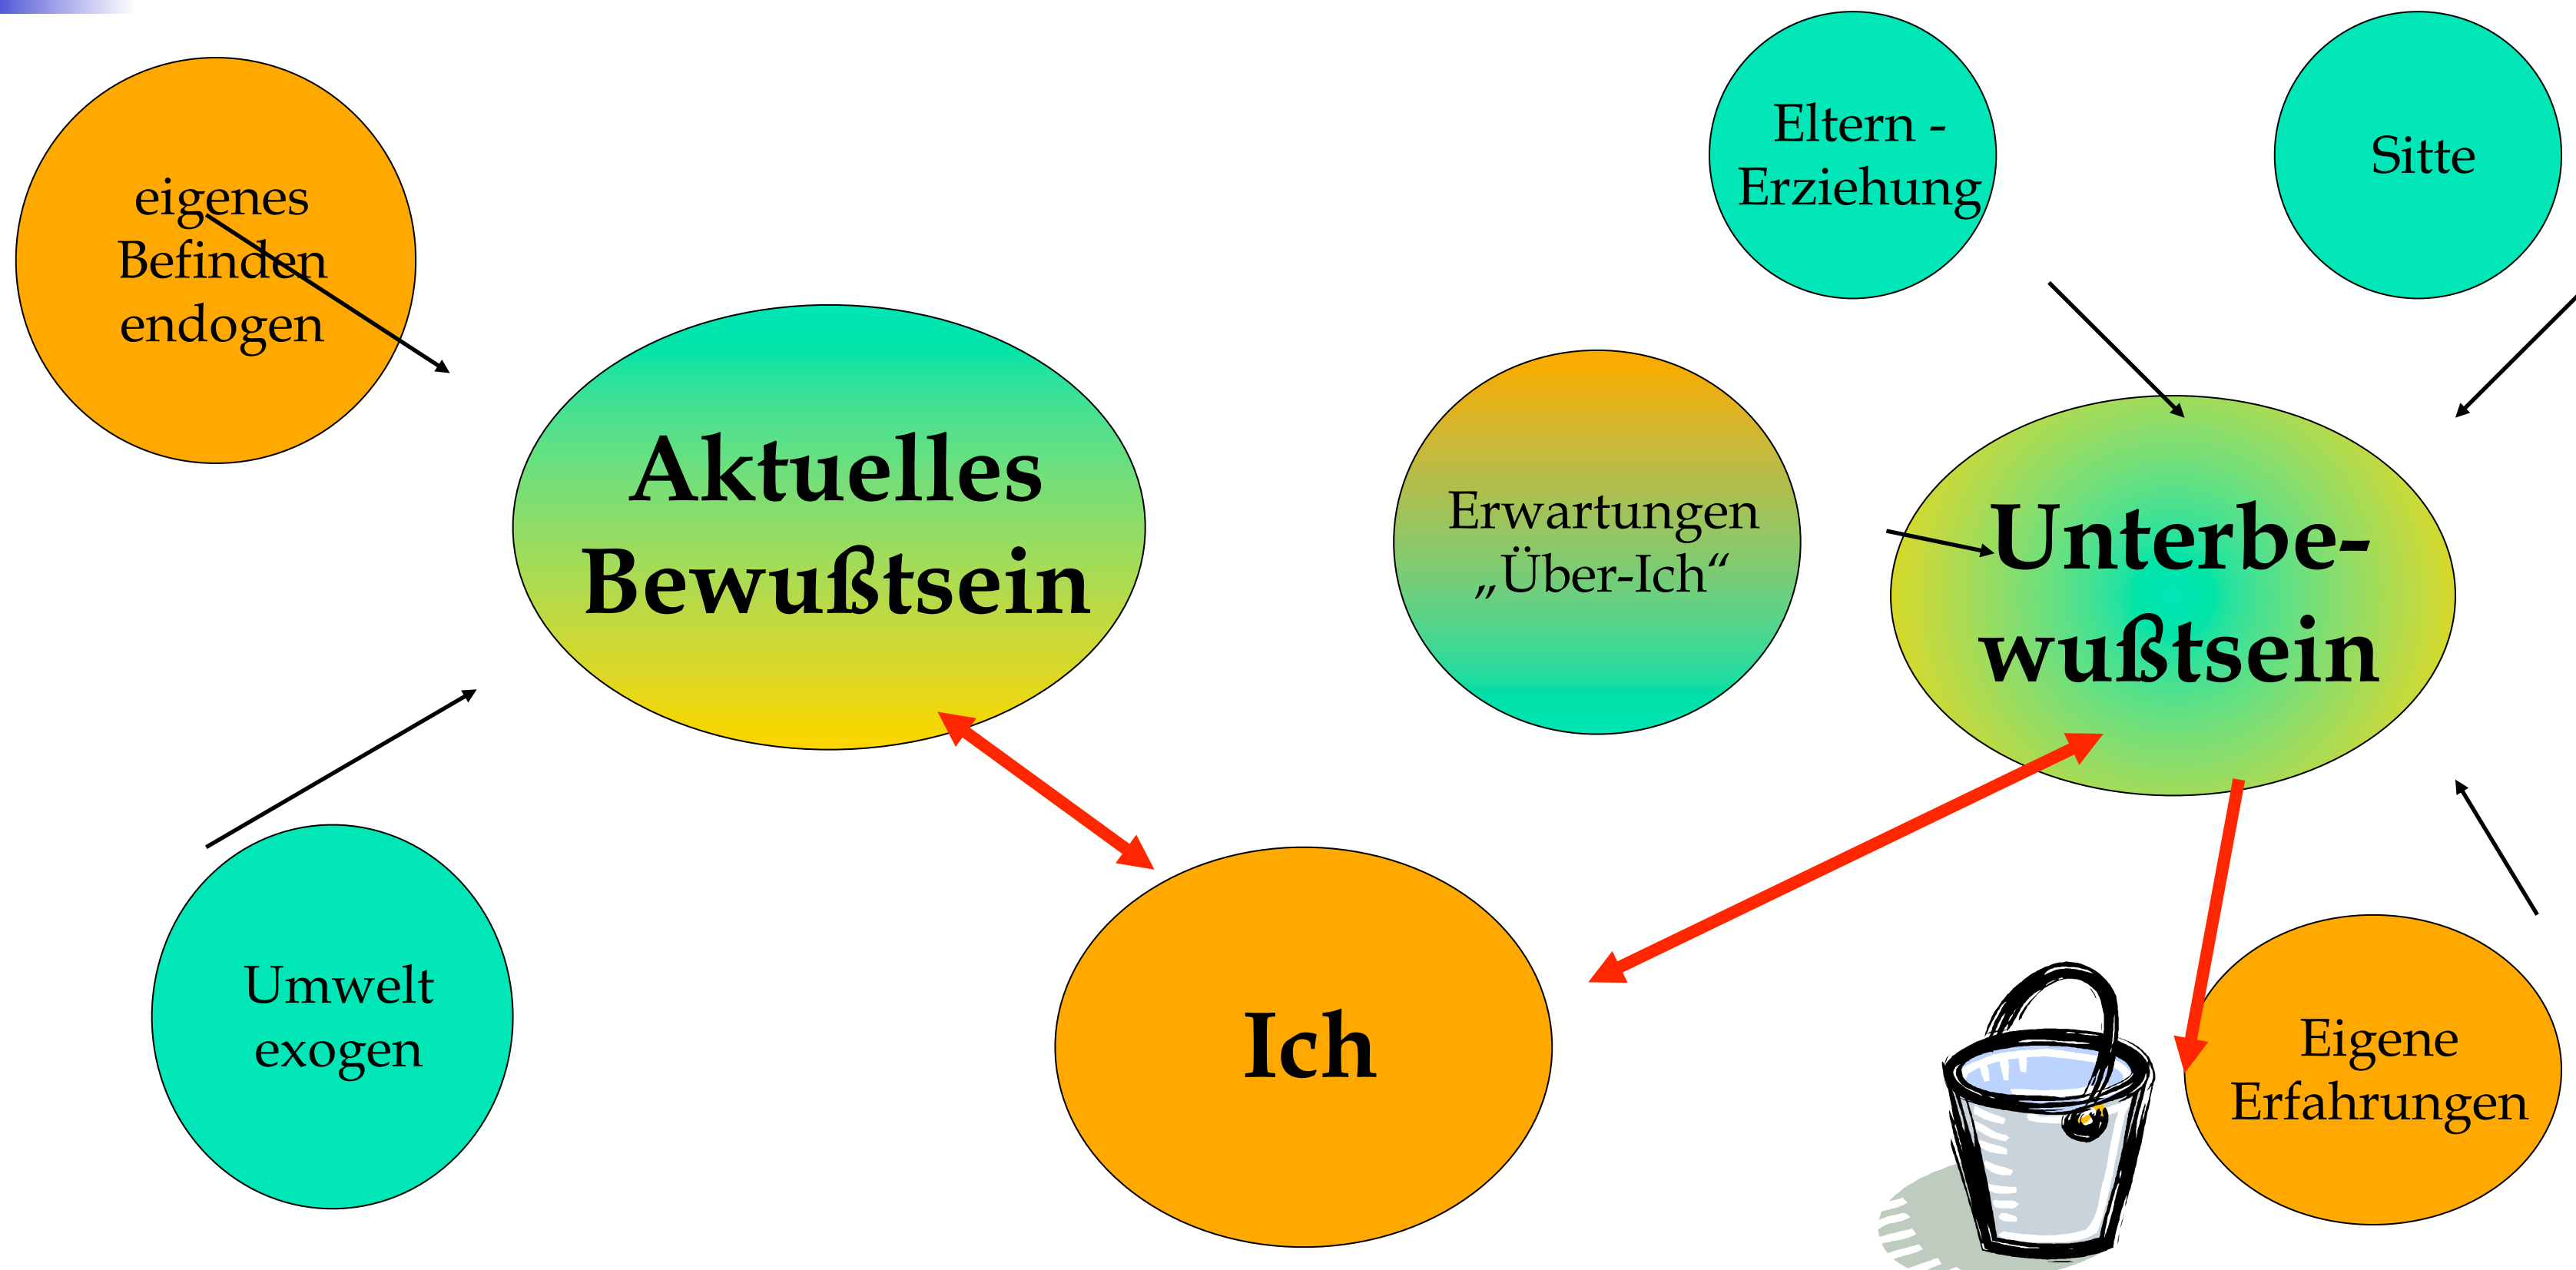 eigenes
Befinden
endogen
Aktuelles
Bewußtsein
Umwelt
exogen
Ich
Erwartungen
„Über-Ich“
Eltern -
Erziehung
Sitte
Unterbe-
wußtsein
Eigene
Erfahrungen